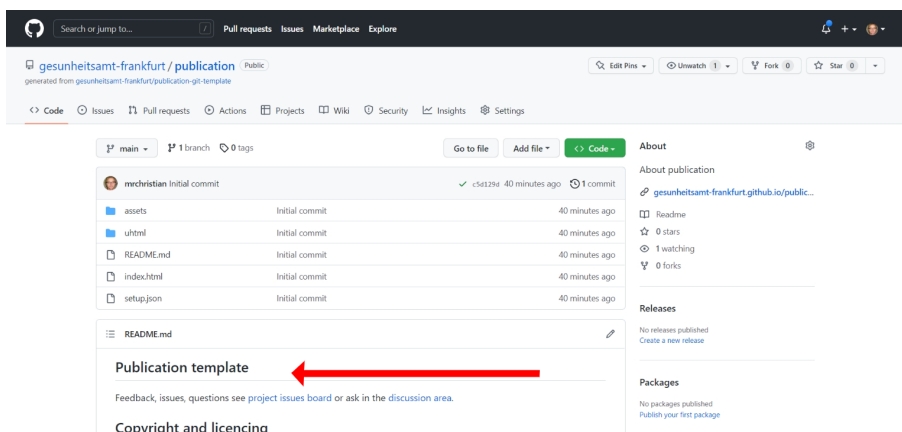 Search or jump to... /
Pull requests Issues Marketplace Explore
gesunheitsamt-frankfurt / publication Public
generated from gesunheitsamt-frankfurt/publication-git-template
Edit Pins Unwatch 1 Fork 0 Star 0
Code Issues Pull requests Actions Projects Wiki Security Insights Settings
main 1 branch 0 tags Go to file Add file Code
mrchristian Initial commit c5d129d 40 minutes ago 1 commit
assets Initial commit 40 minutes ago
uhtml Initial commit 40 minutes ago
README.md Initial commit 40 minutes ago
index.html Initial commit 40 minutes ago
setup.json Initial commit 40 minutes ago
README.md
Publication template
Feedback, issues, questions see project issues board or ask in the discussion area.
Copyright and licencing
About
About publication
gesunheitsamt-frankfurt.github.io/public...
Readme
0 stars
1 watching
0 forks
Releases
No releases published
Create a new release
Packages
No packages published
Publish your first package